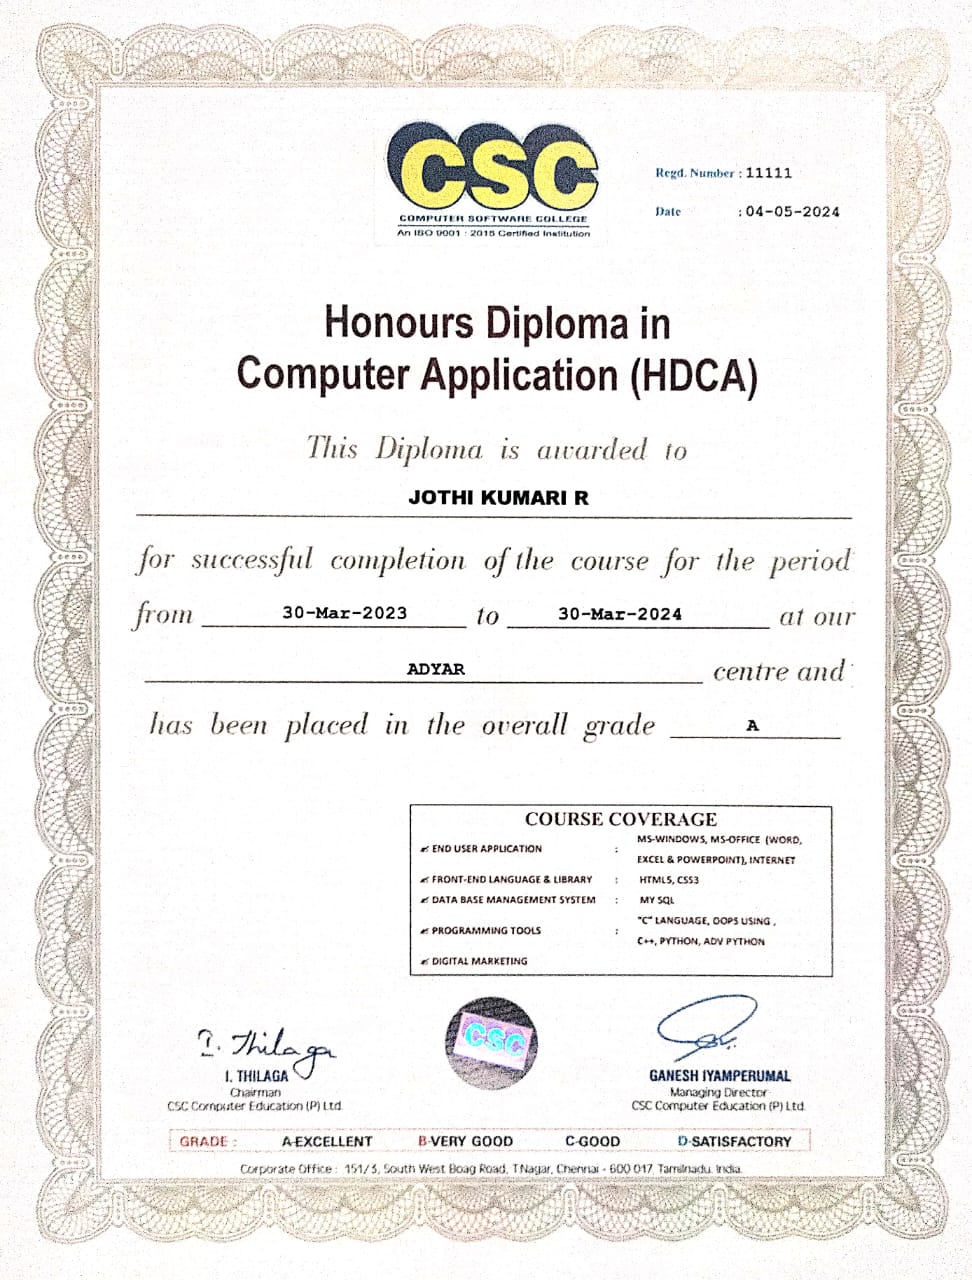 CSC
COMPUTER SOFTWARE COLLEGE
An ISO 9001 : 2015 Certified Institution
Regd. Number : 11111
Date : 04-05-2024
Honours Diploma in
Computer Application (HDCA)
This Diploma is awarded to
JOTHI KUMARI R
for successful completion of the course for the period
from 30-Mar-2023 to 30-Mar-2024 at our
ADYAR centre and
has been placed in the overall grade A
COURSE COVERAGE
END USER APPLICATION : MS-WINDOWS, MS-OFFICE (WORD,
EXCEL & POWERPOINT), INTERNET
FRONT-END LANGUAGE & LIBRARY : HTML5, CSS3
DATA BASE MANAGEMENT SYSTEM : MY SQL
PROGRAMMING TOOLS : "C" LANGUAGE, OOPS USING ,
C++, PYTHON, ADV PYTHON
DIGITAL MARKETING
I. Thilaga
CSC
I. THILAGA
Chairman
CSC Computer Education (P) Ltd.
GANESH IYAMPERUMAL
Managing Director
CSC Computer Education (P) Ltd.
GRADE : A-EXCELLENT B-VERY GOOD C-GOOD D-SATISFACTORY
Corporate Office : 151/3, South West Boag Road, T.Nagar, Chennai - 600 017, Tamilnadu. India.